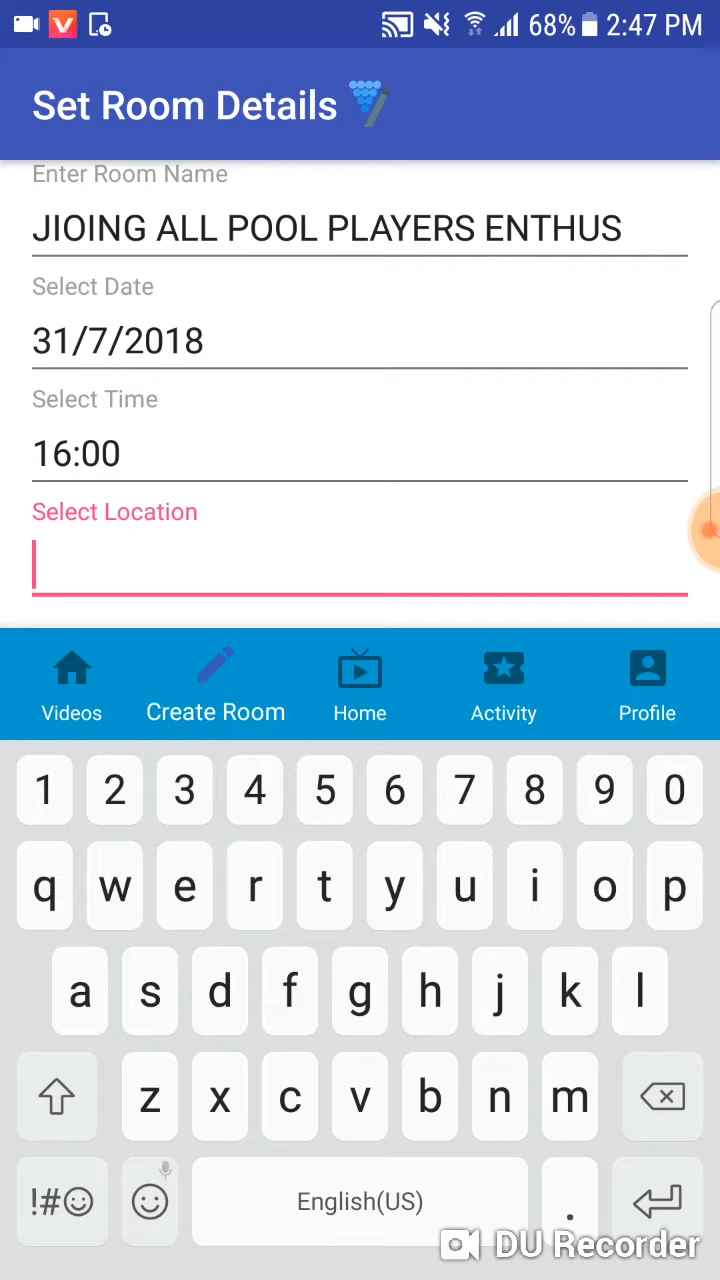 68% 2:47 PM
Set Room Details
Enter Room Name
JIOING ALL POOL PLAYERS ENTHUS
Select Date
31/7/2018
Select Time
16:00
Select Location
Videos Create Room Home Activity Profile
1 2 3 4 5 6 7 8 9 0
q w e r t y u i o p
a s d f g h j k l
z x c v b n m
!#☺ English(US) .
DU Recorder